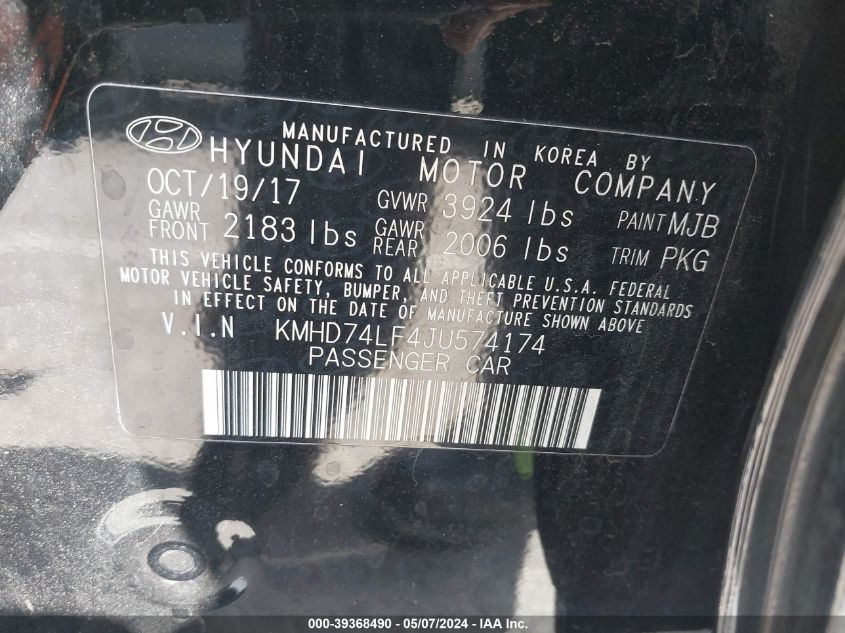 MANUFACTURED IN KOREA BY
HYUNDAI MOTOR COMPANY
OCT/19/17 GVWR 3924 lbs PAINT MJB
GAWR FRONT 2183 lbs GAWR REAR 2006 lbs TRIM PKG
THIS VEHICLE CONFORMS TO ALL APPLICABLE U.S.A. FEDERAL
MOTOR VEHICLE SAFETY, BUMPER, AND THEFT PREVENTION STANDARDS
IN EFFECT ON THE DATE OF MANUFACTURE SHOWN ABOVE
V.I.N KMHD74LF4JU574174
PASSENGER CAR
000-39368490 - 05/07/2024 - IAA Inc.